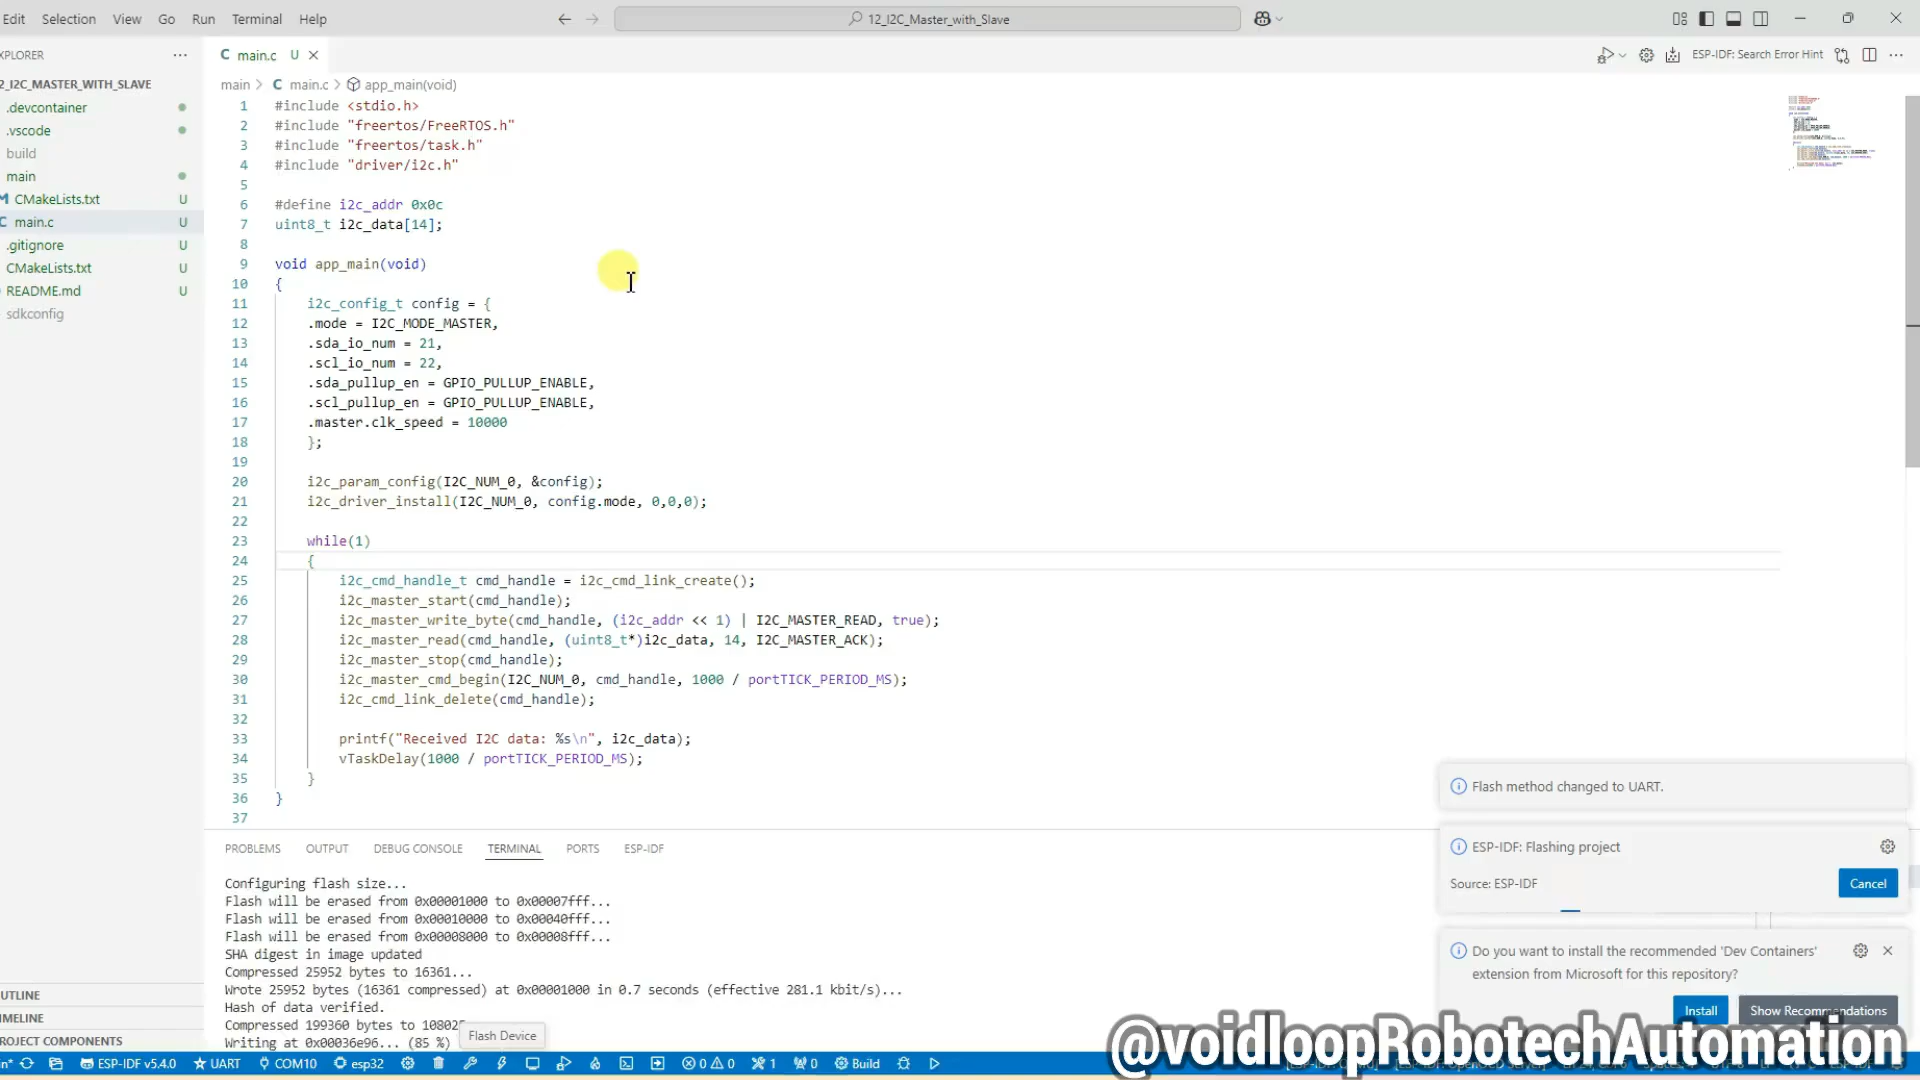 Edit Selection View Go Run Terminal Help
12_I2C_Master_with_Slave
XPLORER
main.c U
ESP-IDF: Search Error Hint
2_I2C_MASTER_WITH_SLAVE
.devcontainer
.vscode
build
main
CMakeLists.txt U
main.c U
.gitignore U
CMakeLists.txt U
README.md U
sdkconfig
main > C main.c > app_main(void)
1 #include <stdio.h>
2 #include "freertos/FreeRTOS.h"
3 #include "freertos/task.h"
4 #include "driver/i2c.h"
5
6 #define i2c_addr 0x0c
7 uint8_t i2c_data[14];
8
9 void app_main(void)
10 {
11 i2c_config_t config = {
12 .mode = I2C_MODE_MASTER,
13 .sda_io_num = 21,
14 .scl_io_num = 22,
15 .sda_pullup_en = GPIO_PULLUP_ENABLE,
16 .scl_pullup_en = GPIO_PULLUP_ENABLE,
17 .master.clk_speed = 10000
18 };
19
20 i2c_param_config(I2C_NUM_0, &config);
21 i2c_driver_install(I2C_NUM_0, config.mode, 0,0,0);
22
23 while(1)
24 {
25 i2c_cmd_handle_t cmd_handle = i2c_cmd_link_create();
26 i2c_master_start(cmd_handle);
27 i2c_master_write_byte(cmd_handle, (i2c_addr << 1) | I2C_MASTER_READ, true);
28 i2c_master_read(cmd_handle, (uint8_t*)i2c_data, 14, I2C_MASTER_ACK);
29 i2c_master_stop(cmd_handle);
30 i2c_master_cmd_begin(I2C_NUM_0, cmd_handle, 1000 / portTICK_PERIOD_MS);
31 i2c_cmd_link_delete(cmd_handle);
32
33 printf("Received I2C data: %s\n", i2c_data);
34 vTaskDelay(1000 / portTICK_PERIOD_MS);
35 }
36 }
37
PROBLEMS OUTPUT DEBUG CONSOLE TERMINAL PORTS ESP-IDF
Configuring flash size...
Flash will be erased from 0x00001000 to 0x00007fff...
Flash will be erased from 0x00010000 to 0x00040fff...
Flash will be erased from 0x00008000 to 0x00008fff...
SHA digest in image updated
Compressed 25952 bytes to 16361...
Wrote 25952 bytes (16361 compressed) at 0x00001000 in 0.7 seconds (effective 281.1 kbit/s)...
Hash of data verified.
Compressed 199360 bytes to 108025
Writing at 0x00036e96... (85 %)
Flash Device
Flash method changed to UART.
ESP-IDF: Flashing project
Source: ESP-IDF
Cancel
Do you want to install the recommended 'Dev Containers'
extension from Microsoft for this repository?
Install Show Recommendations
UTLINE
IMELINE
ROJECT COMPONENTS
@voidloopRobotechAutomation
ESP-IDF v5.4.0 UART COM10 esp32 0 0 1 0 Build